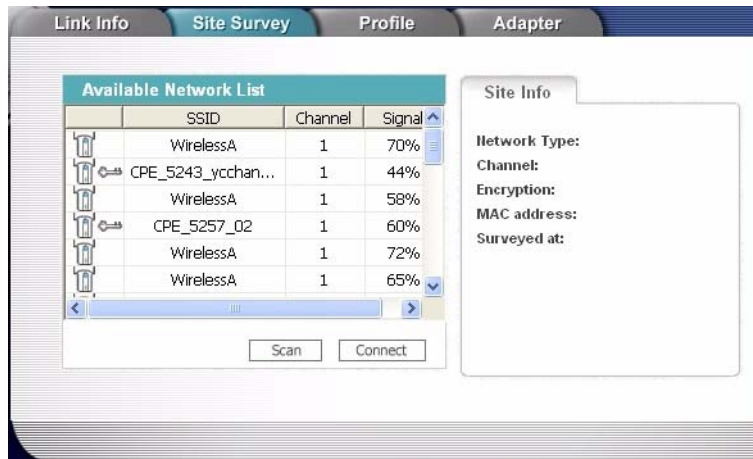 Link Info Site Survey Profile Adapter
Available Network List
SSID Channel Signal
WirelessA 1 70%
CPE_5243_ycchan... 1 44%
WirelessA 1 58%
CPE_5257_02 1 60%
WirelessA 1 72%
WirelessA 1 65%
Scan Connect
Site Info
Network Type:
Channel:
Encryption:
MAC address:
Surveyed at: